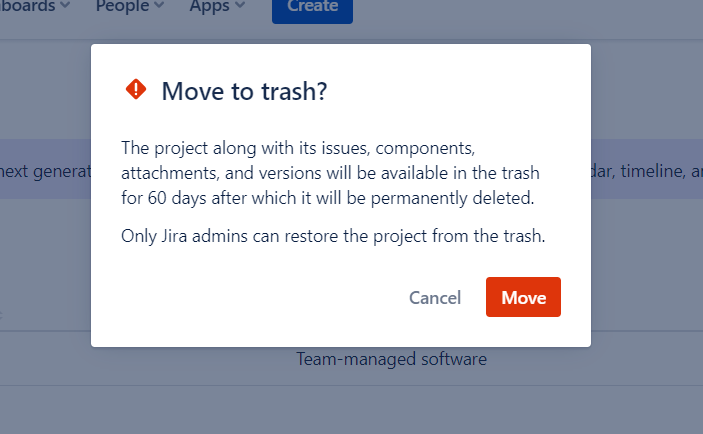 boards People Apps Create
Move to trash?
The project along with its issues, components,
attachments, and versions will be available in the trash
for 60 days after which it will be permanently deleted.
next generat
dar, timeline, a
Only Jira admins can restore the project from the trash.
Cancel Move
Team-managed software